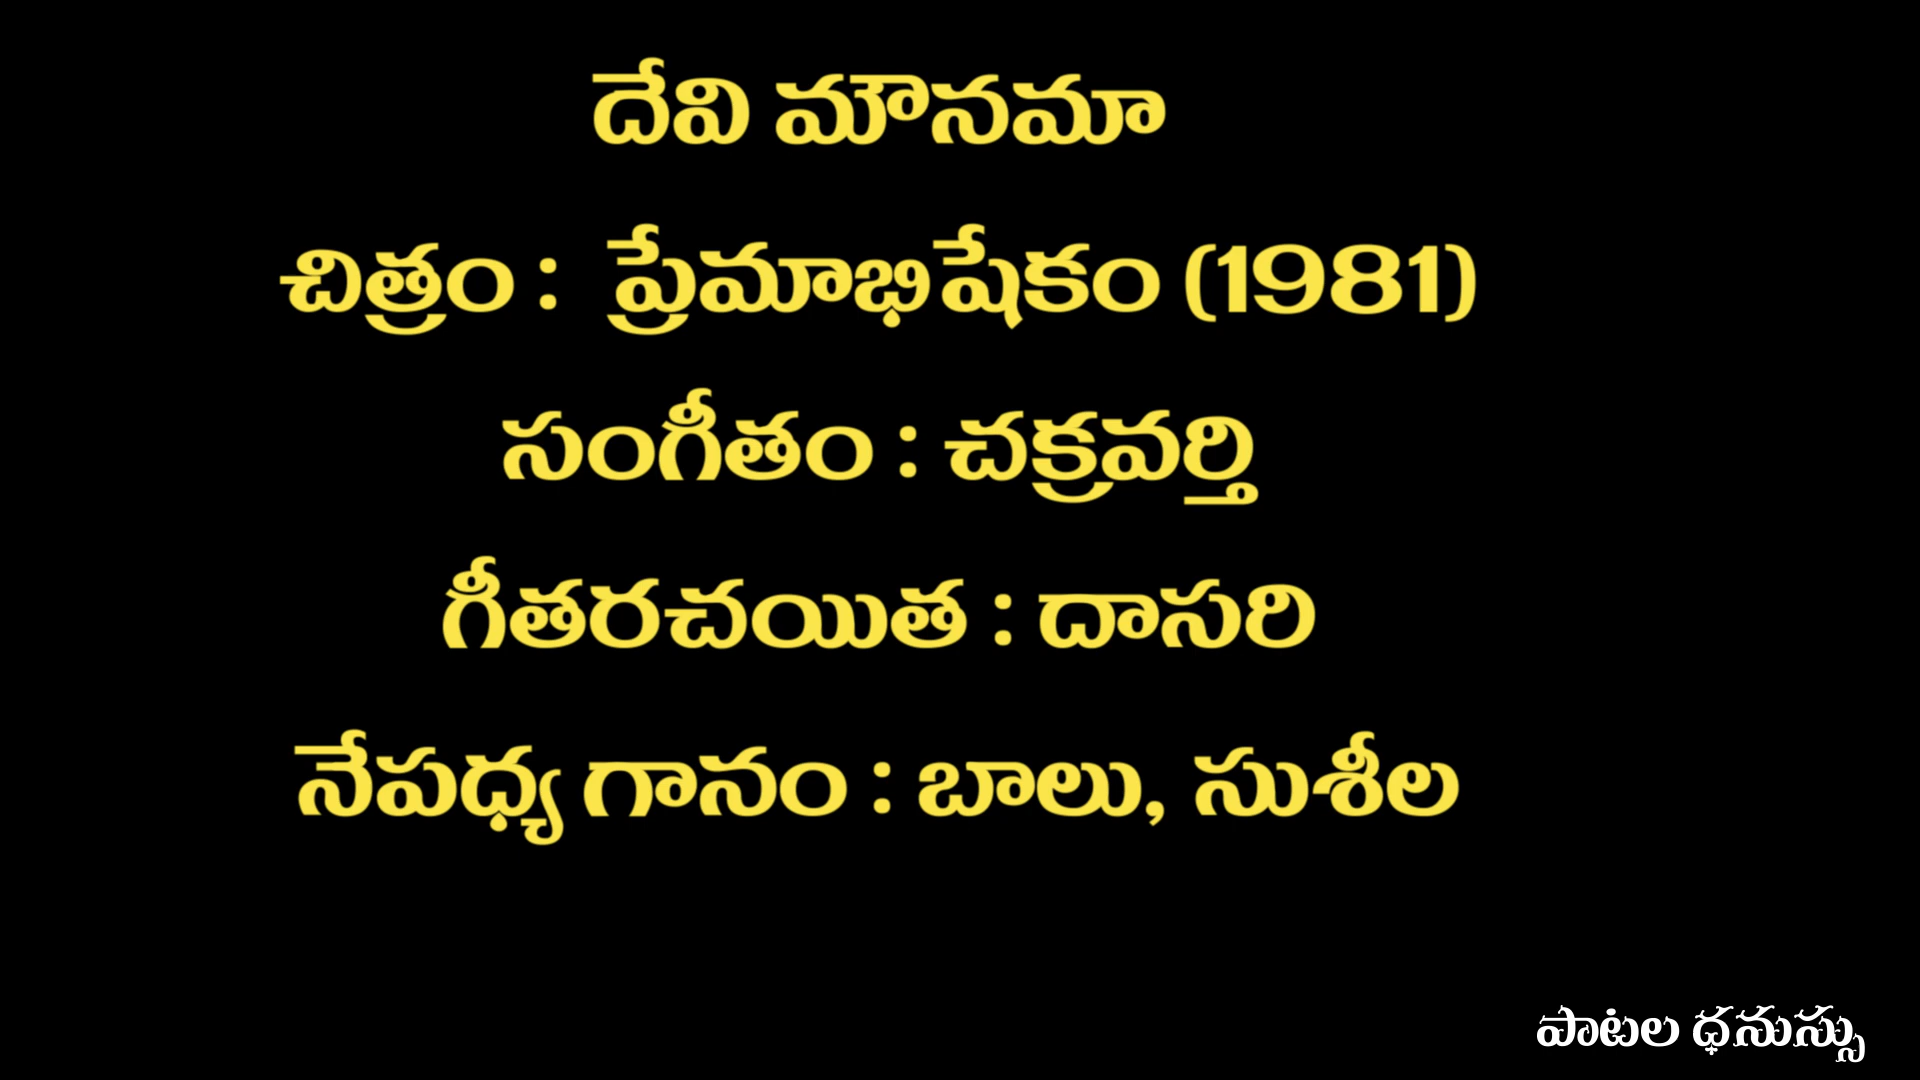 దేవి మౌనమా
చిత్రం : ప్రేమాభిషేకం (1981)
సంగీతం : చక్రవర్తి
గీతరచయిత : దాసరి
నేపధ్య గానం : బాలు, సుశీల
పాటల ధనుస్సు